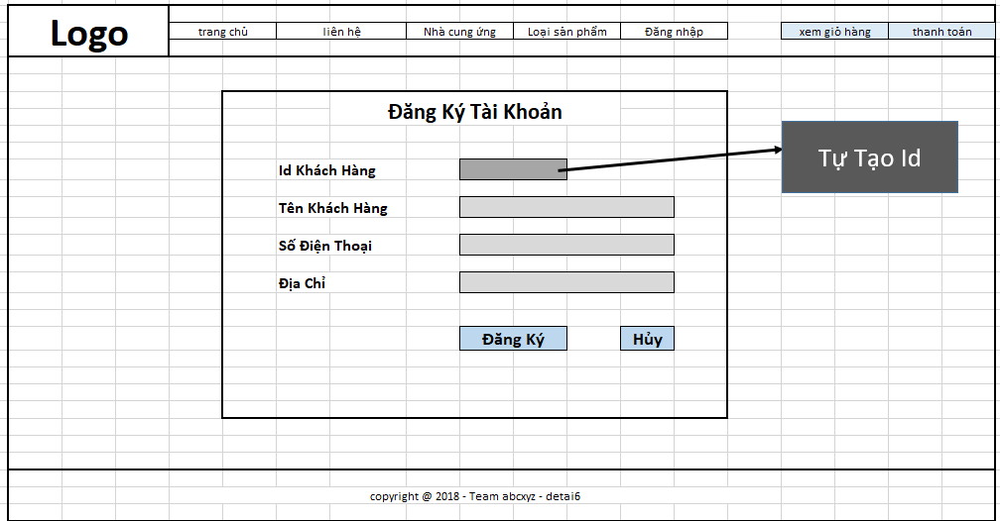 Logo
trang chủ
liên hệ
Nhà cung ứng
Loại sản phẩm
Đăng nhập
xem giỏ hàng
thanh toán
Đăng Ký Tài Khoản
Id Khách Hàng
Tự Tạo Id
Tên Khách Hàng
Số Điện Thoại
Địa Chỉ
Đăng Ký
Hủy
copyright @ 2018 - Team abcxyz - detai6